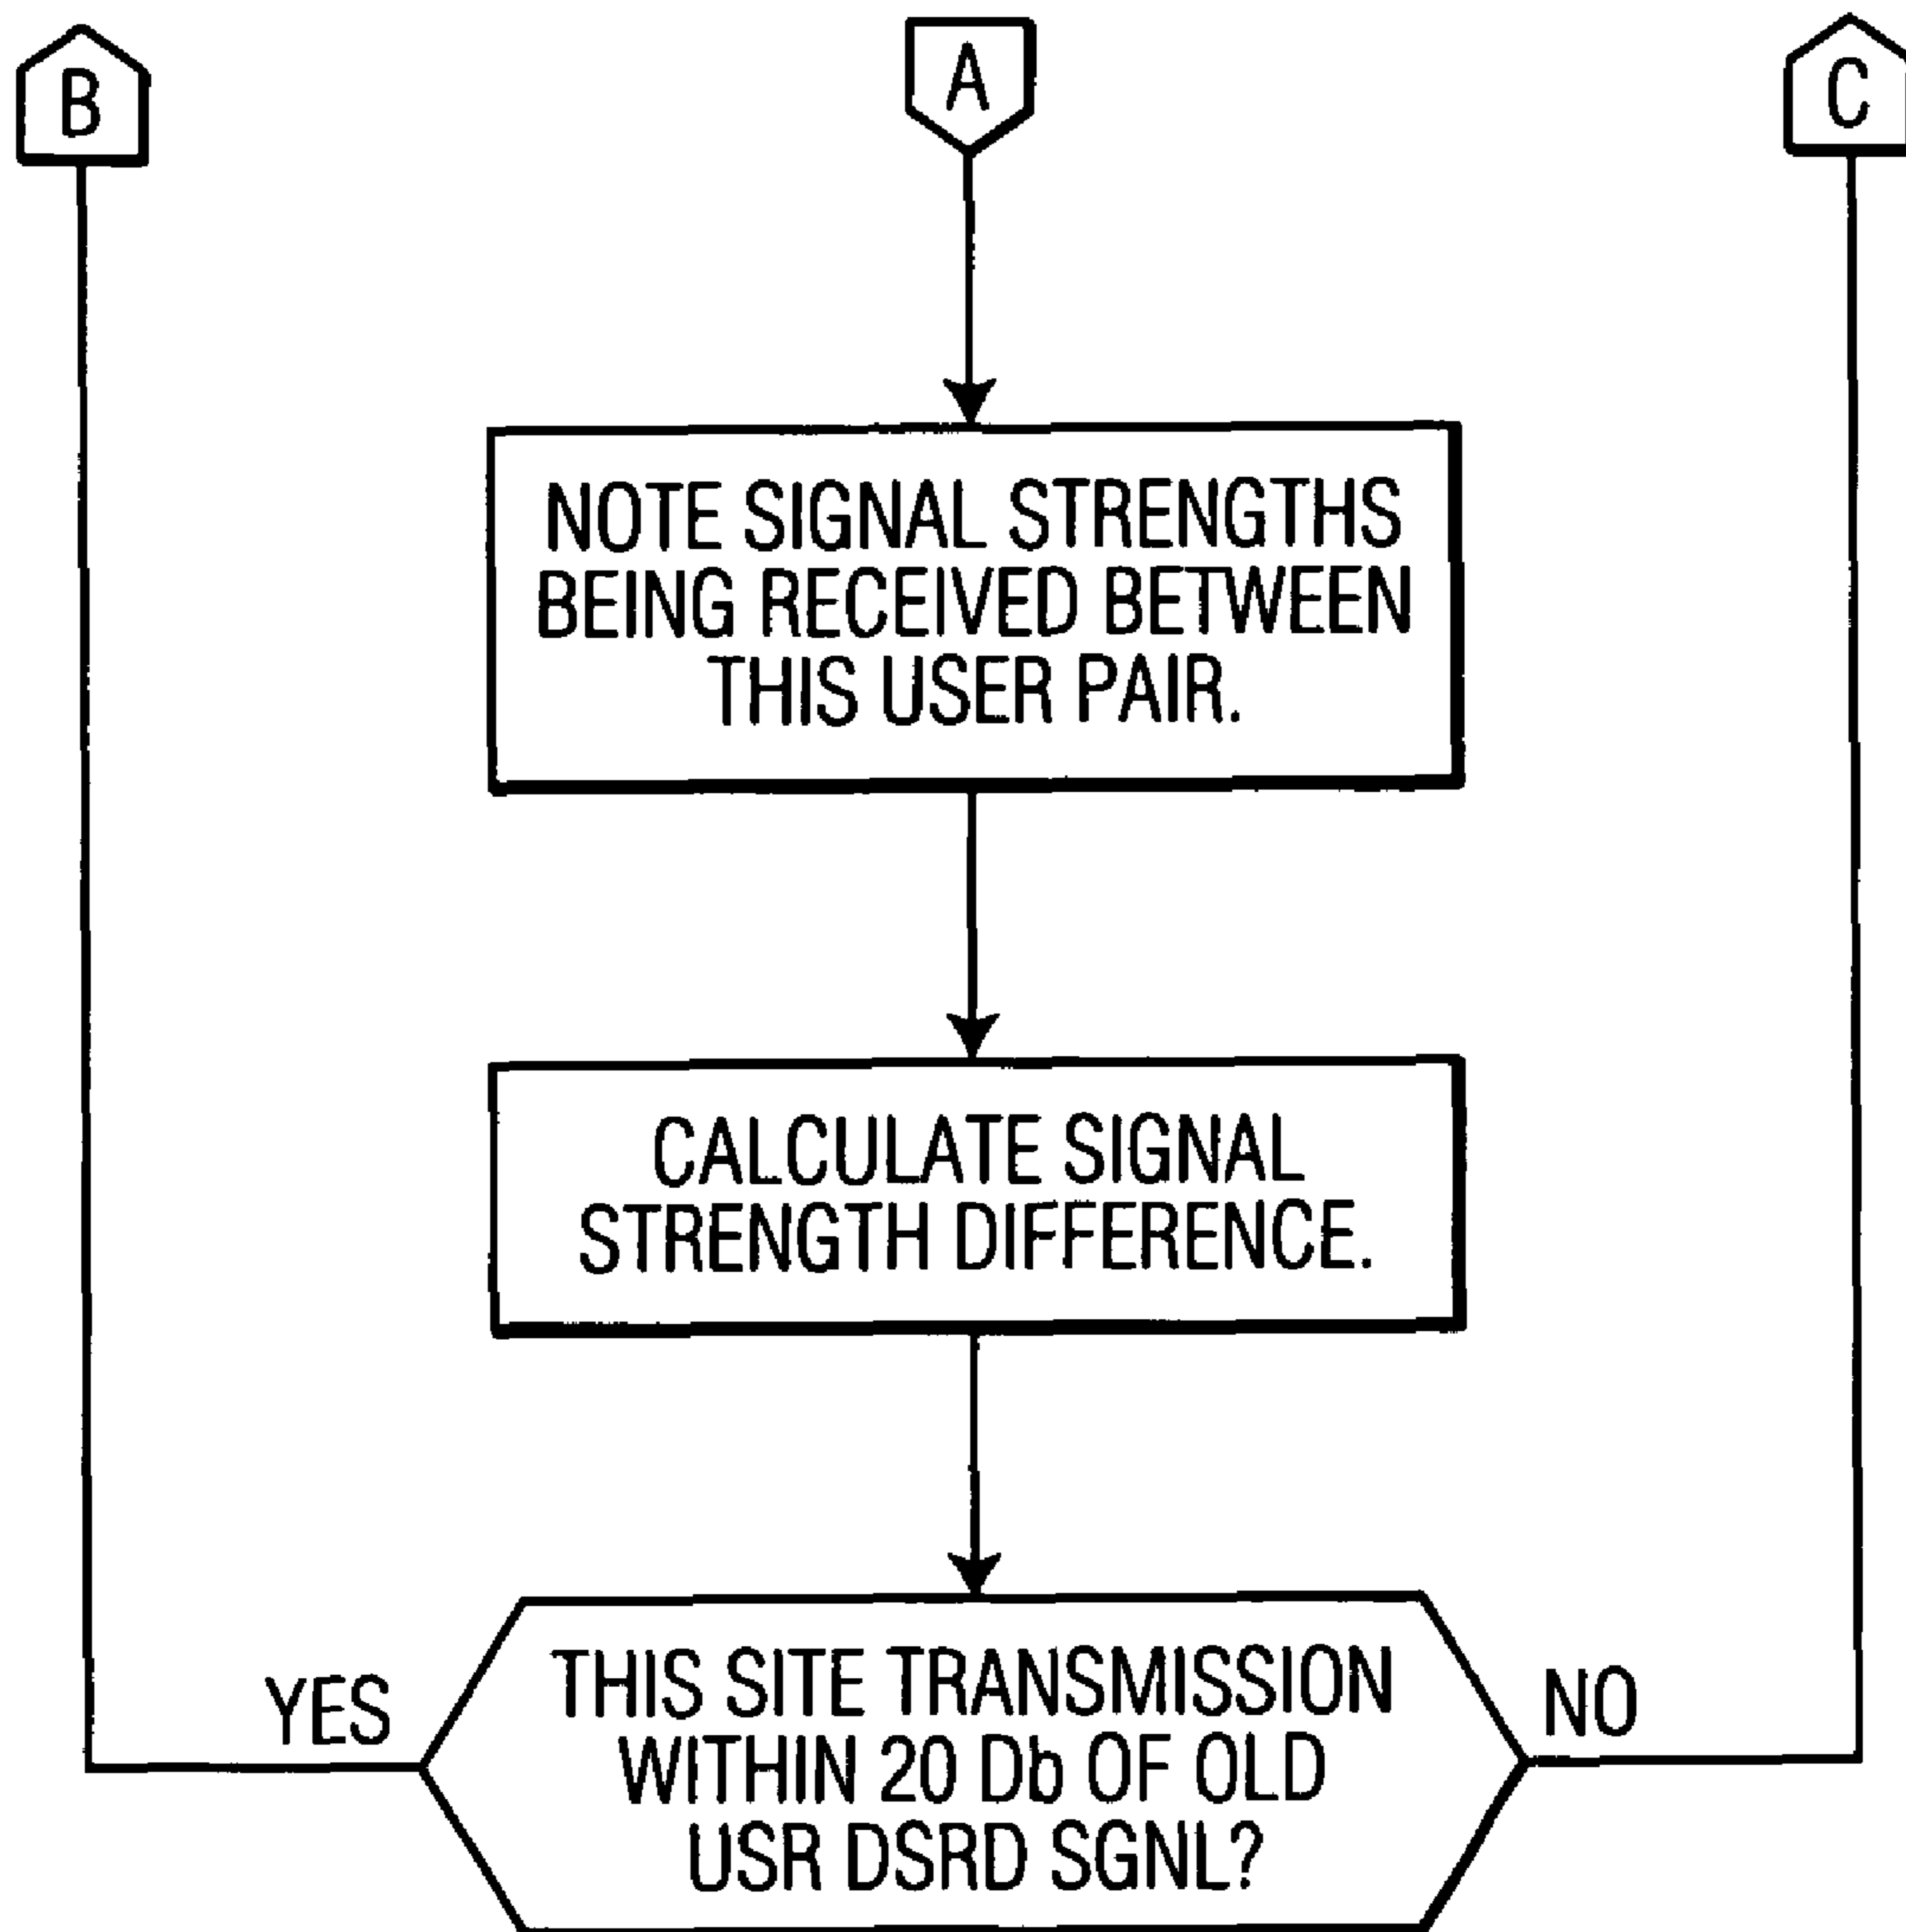 B
A
C
NOTE SIGNAL STRENGTHS
BEING RECEIVED BETWEEN
THIS USER PAIR.
CALCULATE SIGNAL
STRENGTH DIFFERENCE.
YES
THIS SITE TRANSMISSION
WITHIN 20 Db OF OLD
USR DSRD SGNL?
NO